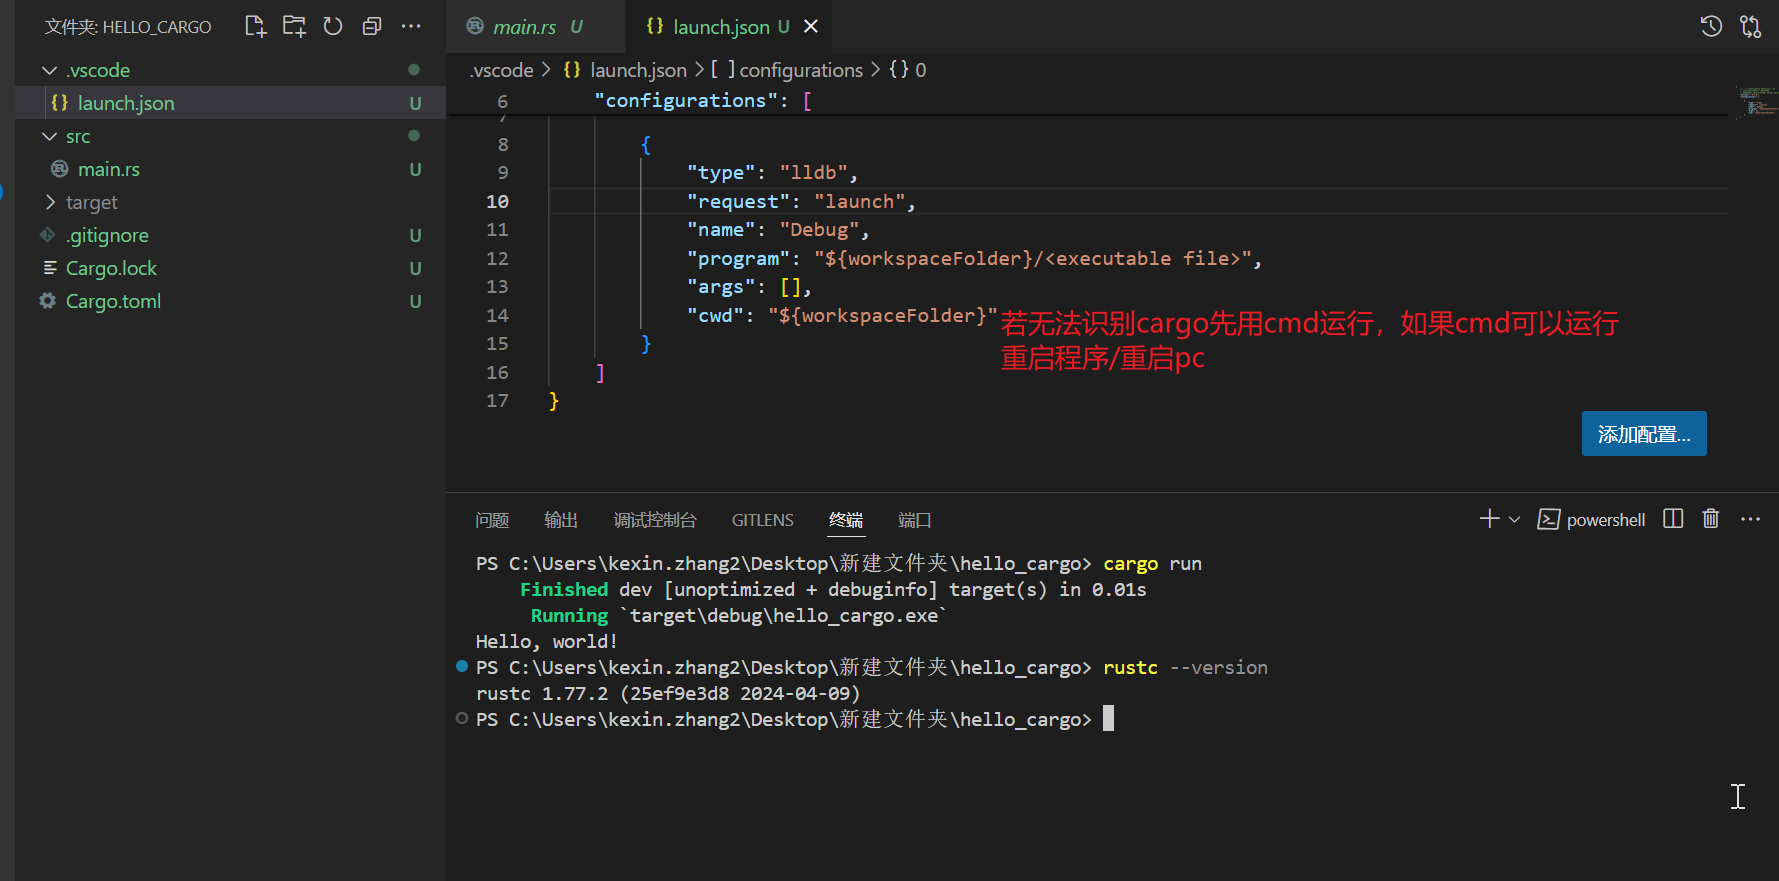 文件夹: HELLO_CARGO
.vscode
launch.json U
src
main.rs U
target
.gitignore U
Cargo.lock U
Cargo.toml U
main.rs U
launch.json U
.vscode > {} launch.json > [ ] configurations > {} 0
6 "configurations": [
7
8 {
9 "type": "lldb",
10 "request": "launch",
11 "name": "Debug",
12 "program": "${workspaceFolder}/<executable file>",
13 "args": [],
14 "cwd": "${workspaceFolder}"
15 }
16 ]
17 }
若无法识别cargo先用cmd运行，如果cmd可以运行
重启程序/重启pc
添加配置...
问题 输出 调试控制台 GITLENS 终端 端口
powershell
PS C:\Users\kexin.zhang2\Desktop\新建文件夹\hello_cargo> cargo run
Finished dev [unoptimized + debuginfo] target(s) in 0.01s
Running `target\debug\hello_cargo.exe`
Hello, world!
PS C:\Users\kexin.zhang2\Desktop\新建文件夹\hello_cargo> rustc --version
rustc 1.77.2 (25ef9e3d8 2024-04-09)
PS C:\Users\kexin.zhang2\Desktop\新建文件夹\hello_cargo>